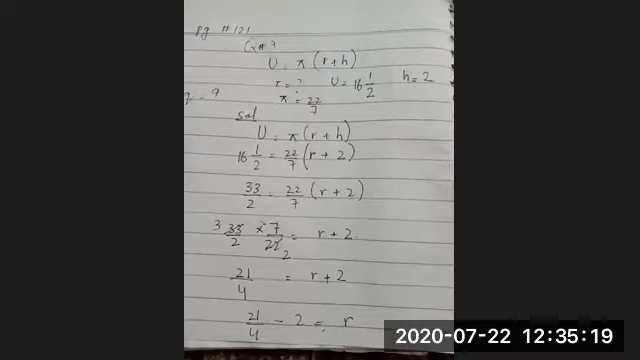 pg # 121
Q#3
U = π (r+h)
r = ? U = 16 1/2 h = 2
π = 22/7
Sol
U = π (r + h)
16 1/2 = 22/7 (r + 2)
33/2 = 22/7 (r + 2)
3 33/2 × 7/22 2 = r + 2
21/4 = r + 2
21/4 - 2 = r
2020-07-22 12:35:19